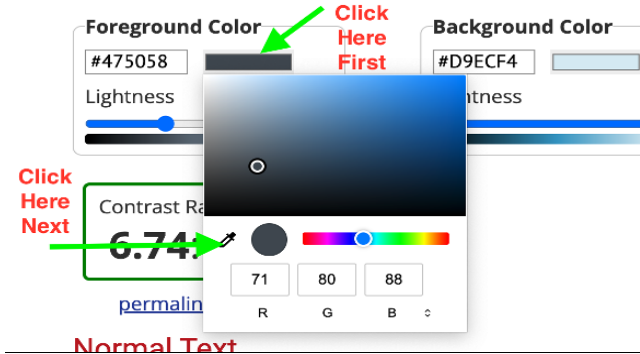 Foreground Color
Click
Here
First
Background Color
#475058
#D9ECF4
Lightness
ntness
Click
Here
Next
Contrast Ra
6.74:
71
80
88
R
G
B
permalin
Normal Text